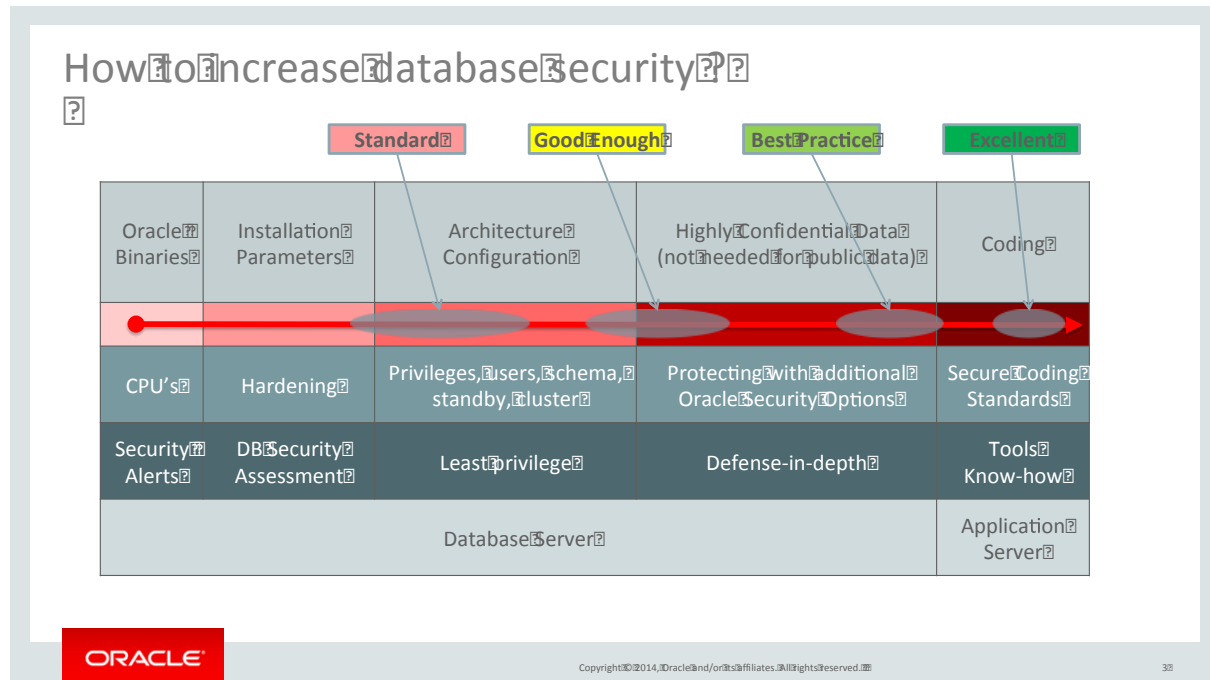 How to increase database security ?
Standard
Good Enough
Best Practice
Excellent
Oracle
Binaries
Installation
Parameters
Architecture
Configuration
Highly Confidential Data
(not needed for public data)
Coding
CPU's
Hardening
Privileges, users, schema,
standby, cluster
Protecting with additional
Oracle Security Options
Secure Coding
Standards
Security
Alerts
DB Security
Assessment
Least privilege
Defense-in-depth
Tools
Know-how
Database Server
Application
Server
ORACLE
Copyright © 2014, Oracle and/or its affiliates. All rights reserved.
3